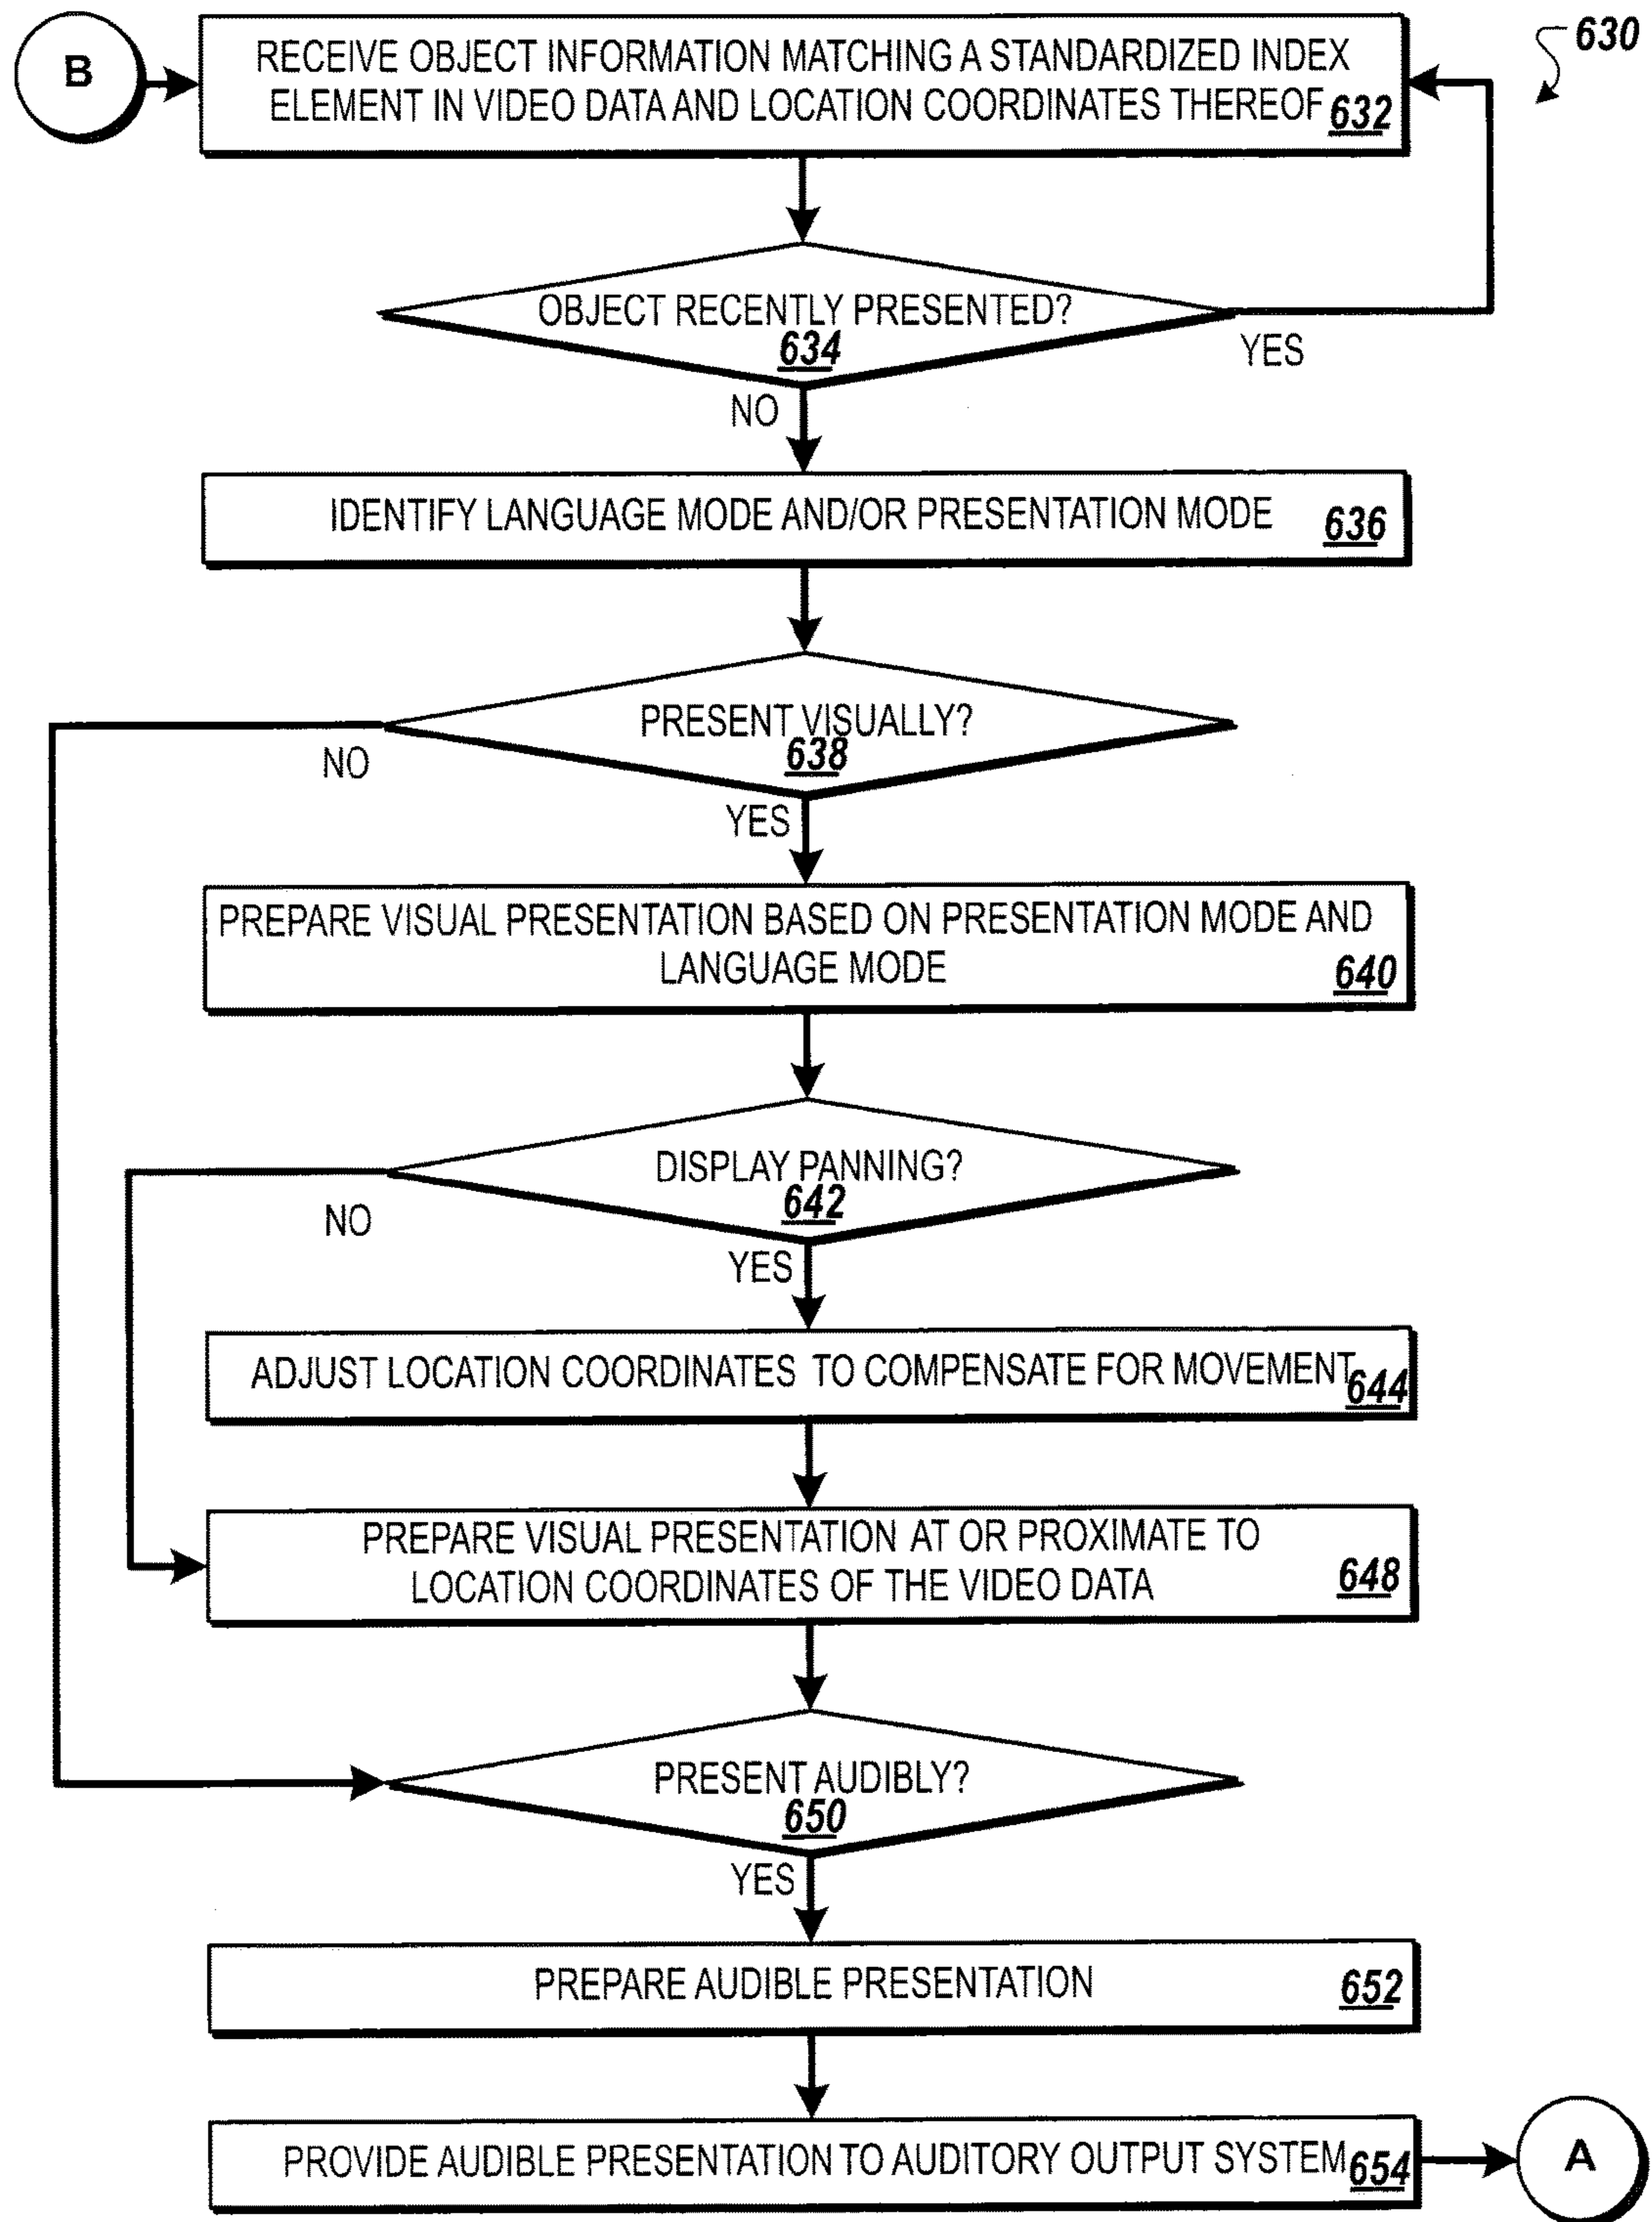 B
630
RECEIVE OBJECT INFORMATION MATCHING A STANDARDIZED INDEX
ELEMENT IN VIDEO DATA AND LOCATION COORDINATES THEREOF 632
OBJECT RECENTLY PRESENTED?
634
YES
NO
IDENTIFY LANGUAGE MODE AND/OR PRESENTATION MODE 636
PRESENT VISUALLY?
638
NO
YES
PREPARE VISUAL PRESENTATION BASED ON PRESENTATION MODE AND
LANGUAGE MODE 640
DISPLAY PANNING?
642
NO
YES
ADJUST LOCATION COORDINATES TO COMPENSATE FOR MOVEMENT 644
PREPARE VISUAL PRESENTATION AT OR PROXIMATE TO
LOCATION COORDINATES OF THE VIDEO DATA 648
PRESENT AUDIBLY?
650
YES
PREPARE AUDIBLE PRESENTATION 652
PROVIDE AUDIBLE PRESENTATION TO AUDITORY OUTPUT SYSTEM 654
A